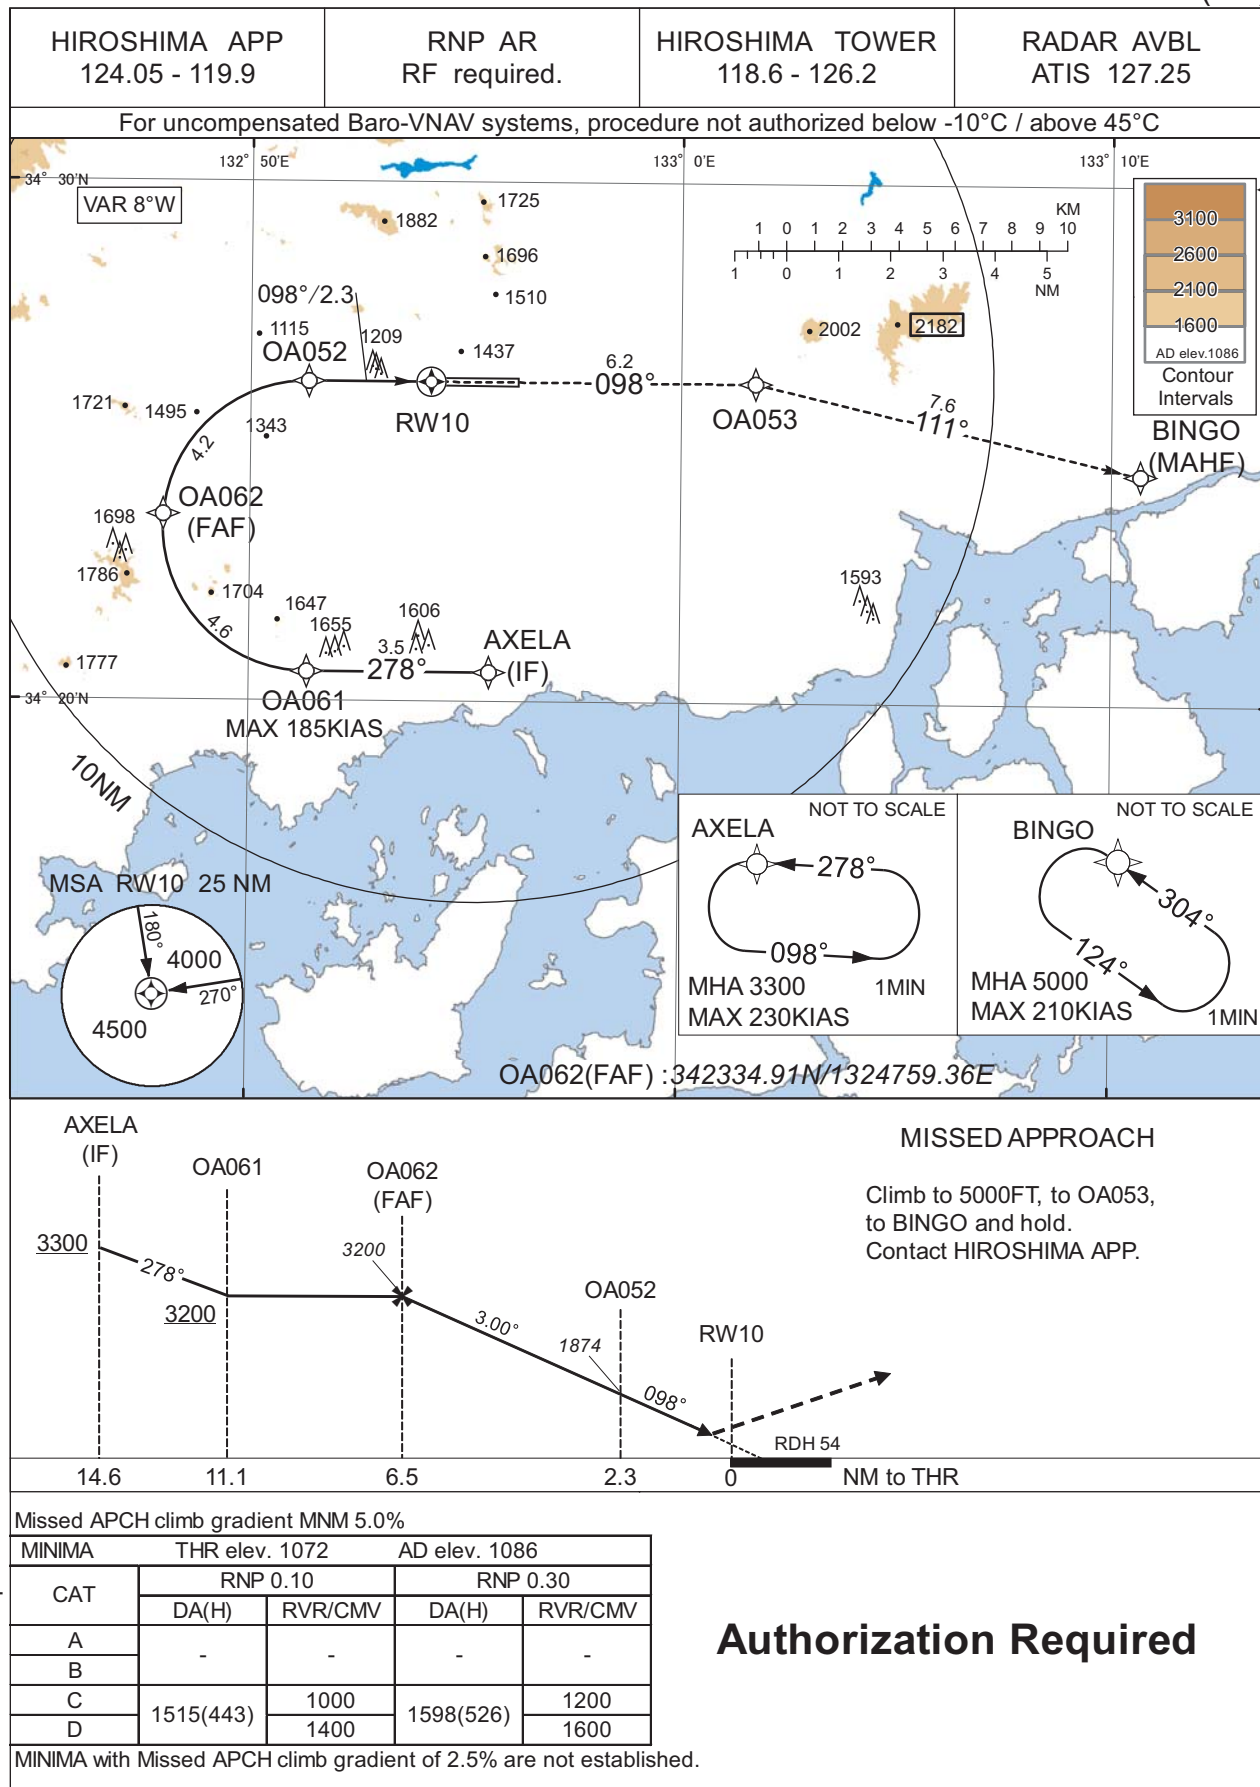 HIROSHIMA APP
124.05 - 119.9
RNP AR
RF required.
HIROSHIMA TOWER
118.6 - 126.2
RADAR AVBL
ATIS 127.25
For uncompensated Baro-VNAV systems, procedure not authorized below -10°C / above 45°C
132° 50'E
133° 0'E
133° 10'E
34° 30'N
VAR 8°W
1725
1882
1696
1510
KM
1 0 1 2 3 4 5 6 7 8 9 10
1 0 1 2 3 4 5
NM
3100
2600
2100
1600
AD elev.1086
Contour
Intervals
098°/2.3
1115
1209
OA052
1437
2002
2182
6.2
098°
RW10
OA053
7.6
111°
BINGO
(MAHF)
1721
1495
1343
4.2
OA062
(FAF)
1698
1786
1704
1647
1655
1606
1593
4.6
3.5
278°
AXELA
(IF)
1777
OA061
MAX 185KIAS
34° 20'N
10NM
MSA RW10 25 NM
180°
4000
270°
4500
NOT TO SCALE
AXELA
278°
098°
MHA 3300
MAX 230KIAS
1MIN
NOT TO SCALE
BINGO
304°
124°
MHA 5000
MAX 210KIAS
1MIN
OA062(FAF) :342334.91N/1324759.36E
AXELA
(IF)
OA061
OA062
(FAF)
3300
278°
3200
3200
3.00°
OA052
1874
098°
RW10
RDH 54
14.6 11.1 6.5 2.3 0 NM to THR
MISSED APPROACH
Climb to 5000FT, to OA053,
to BINGO and hold.
Contact HIROSHIMA APP.
Missed APCH climb gradient MNM 5.0%
MINIMA THR elev. 1072 AD elev. 1086
CAT RNP 0.10 RNP 0.30
DA(H) RVR/CMV DA(H) RVR/CMV
A
B - - - -
C 1515(443) 1000 1598(526) 1200
D 1400 1600
MINIMA with Missed APCH climb gradient of 2.5% are not established.
Authorization Required